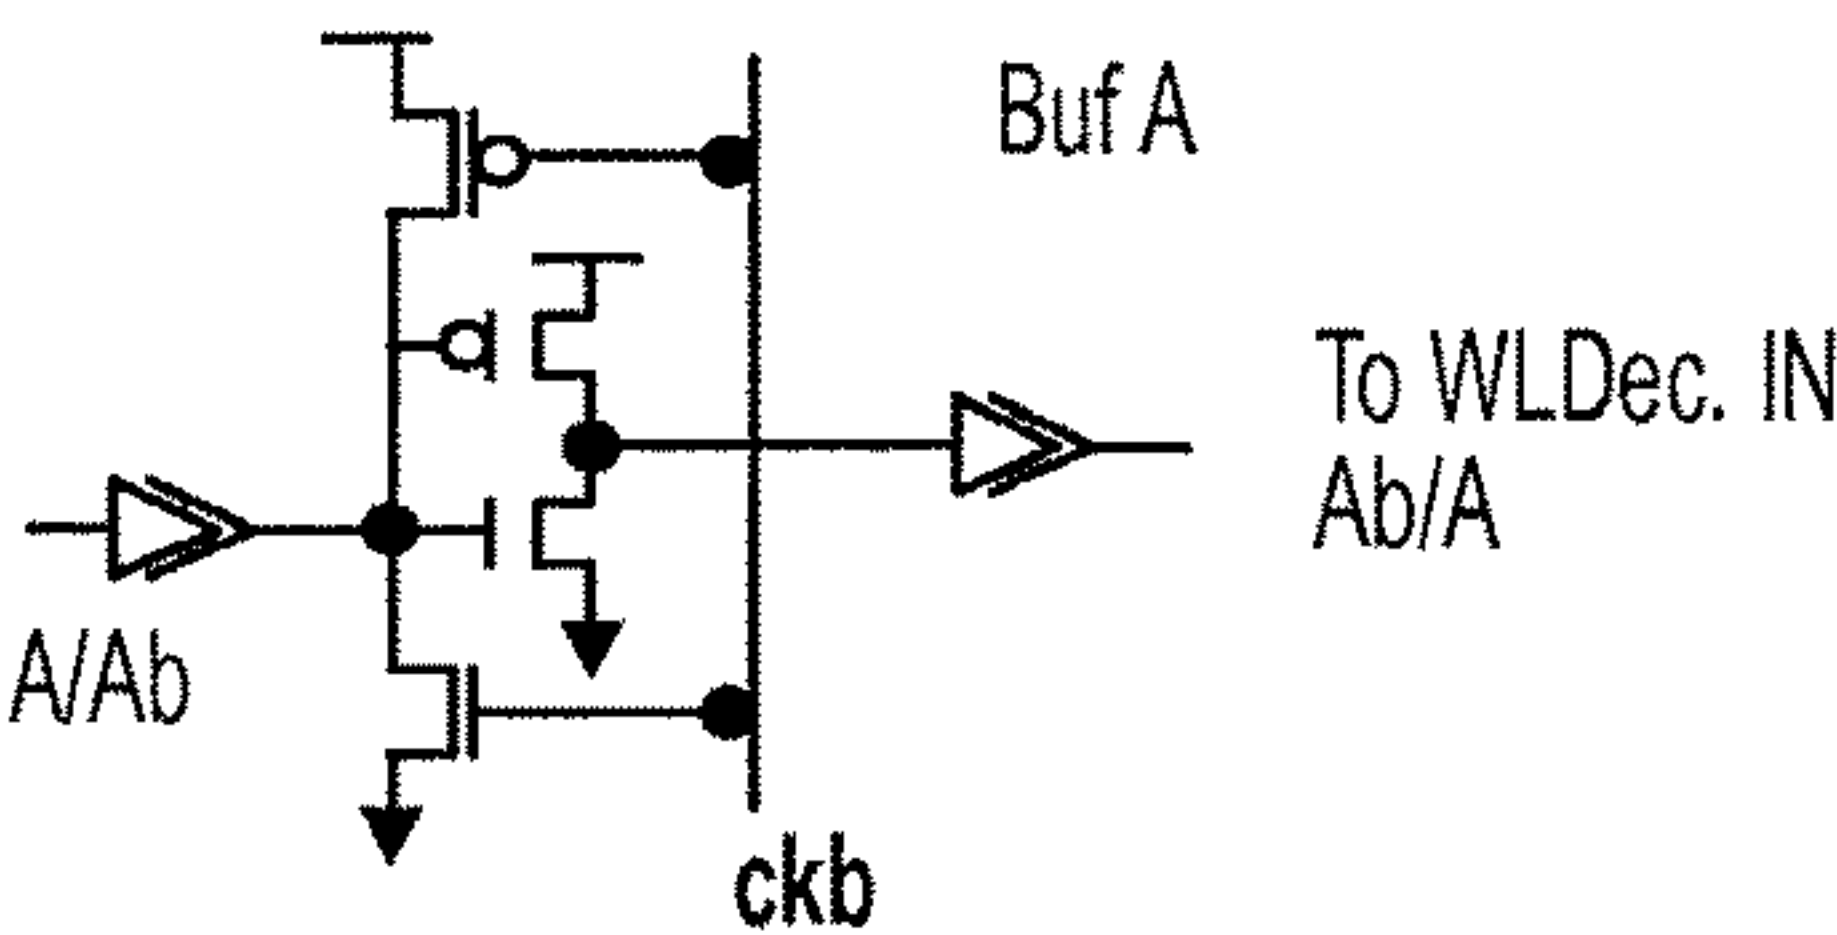 Buf A
To WLDec. IN
Ab/A
A/Ab
ckb